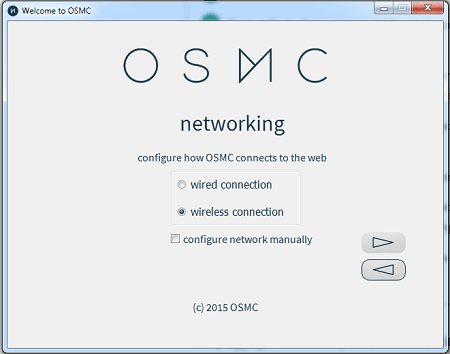 Welcome to OSMC
OSMC
networking
configure how OSMC connects to the web
wired connection
wireless connection
configure network manually
(c) 2015 OSMC